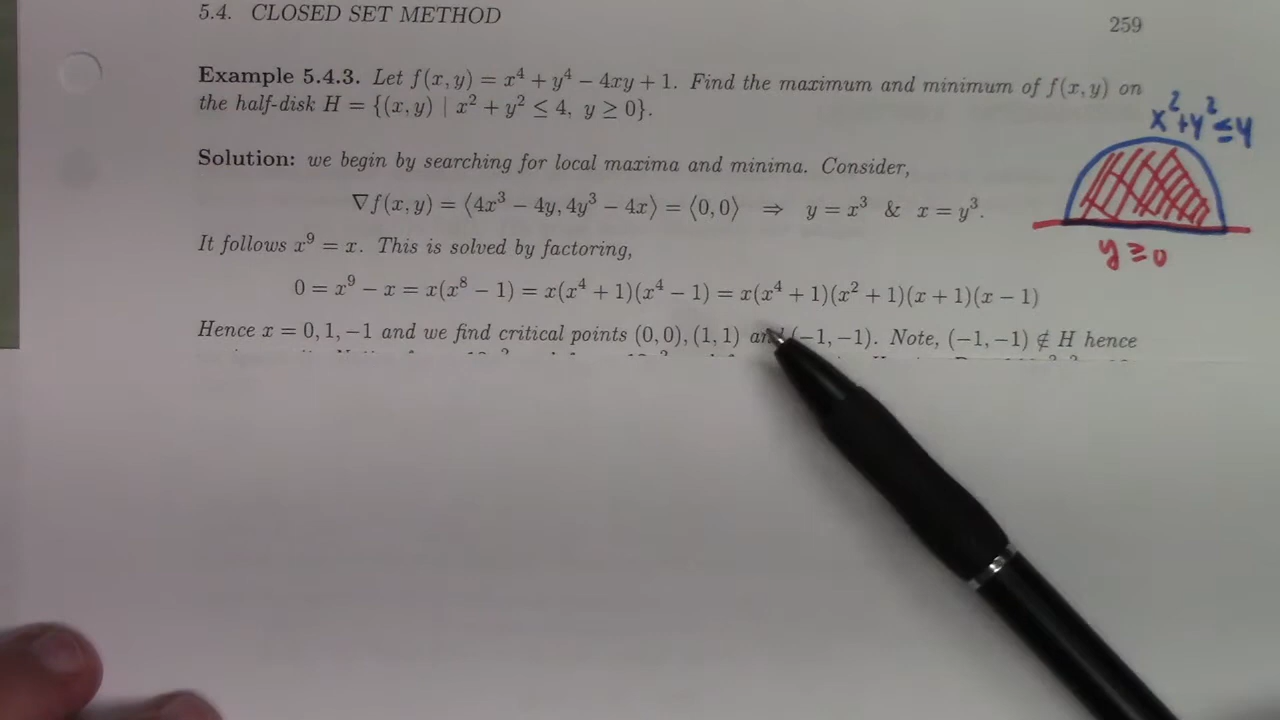 5.4. CLOSED SET METHOD
259
Example 5.4.3. Let f(x, y) = x⁴ + y⁴ − 4xy + 1. Find the maximum and minimum of f(x, y) on
the half-disk H = {(x, y) | x² + y² ≤ 4, y ≥ 0}.
x²+y² ≤ 4
Solution: we begin by searching for local maxima and minima. Consider,
∇f(x, y) = ⟨4x³ − 4y, 4y³ − 4x⟩ = ⟨0, 0⟩ ⇒ y = x³ & x = y³.
y ≥ 0
It follows x⁹ = x. This is solved by factoring,
0 = x⁹ − x = x(x⁸ − 1) = x(x⁴ + 1)(x⁴ − 1) = x(x⁴ + 1)(x² + 1)(x + 1)(x − 1)
Hence x = 0, 1, −1 and we find critical points (0, 0), (1, 1) and (−1, −1). Note, (−1, −1) ∉ H hence